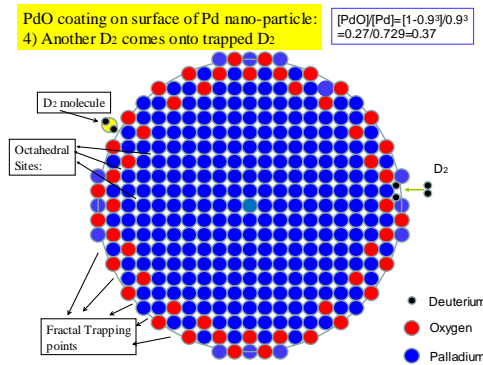 PdO coating on surface of Pd nano-particle:
4) Another D2 comes onto trapped D2
[PdO]/[Pd]=[1-0.9³]/0.9³
=0.27/0.729=0.37
D2 molecule
Octahedral
Sites:
D2
Fractal Trapping
points
Deuterium
Oxygen
Palladium